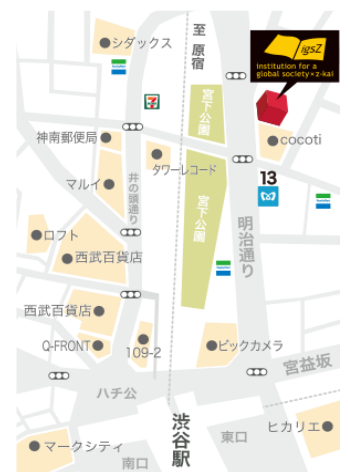 シダックス
至 原宿
igsZ
institution for a
global society×z-kai
7
宮下公園
神南郵便局
タワーレコード
cocoti
マルイ
井の頭通り
宮下公園
13
明治通り
ロフト
西武百貨店
西武百貨店
Q-FRONT
109-2
ビックカメラ
宮益坂
ハチ公
渋谷駅
東口
ヒカリエ
マークシティ
南口